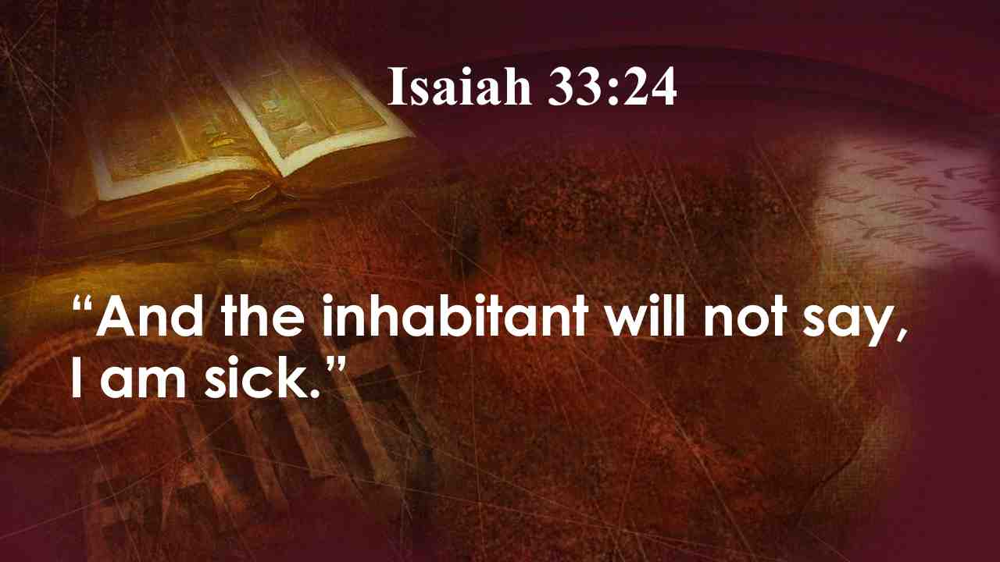 Isaiah 33:24
“And the inhabitant will not say,
I am sick.”